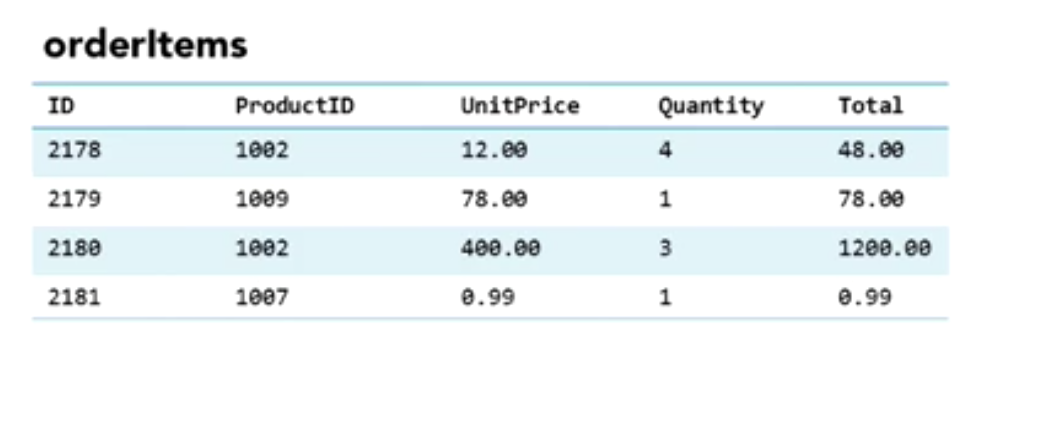 orderItems
ID ProductID UnitPrice Quantity Total
2178 1002 12.00 4 48.00
2179 1009 78.00 1 78.00
2180 1002 400.00 3 1200.00
2181 1007 0.99 1 0.99